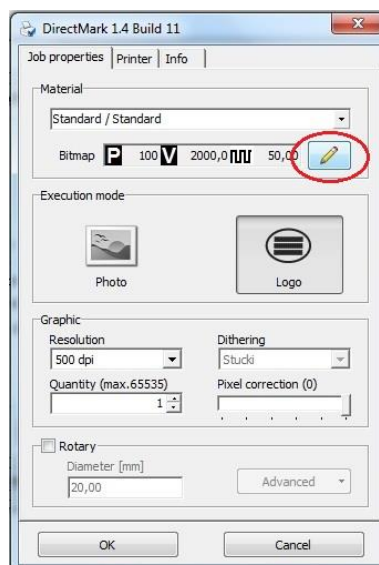 DirectMark 1.4 Build 11
Job properties Printer Info
Material
Standard / Standard
Bitmap P 100 V 2000,0 50,00
Execution mode
Photo Logo
Graphic
Resolution Dithering
500 dpi Stucki
Quantity (max.65535) Pixel correction (0)
1
Rotary
Diameter [mm]
20,00 Advanced
OK Cancel